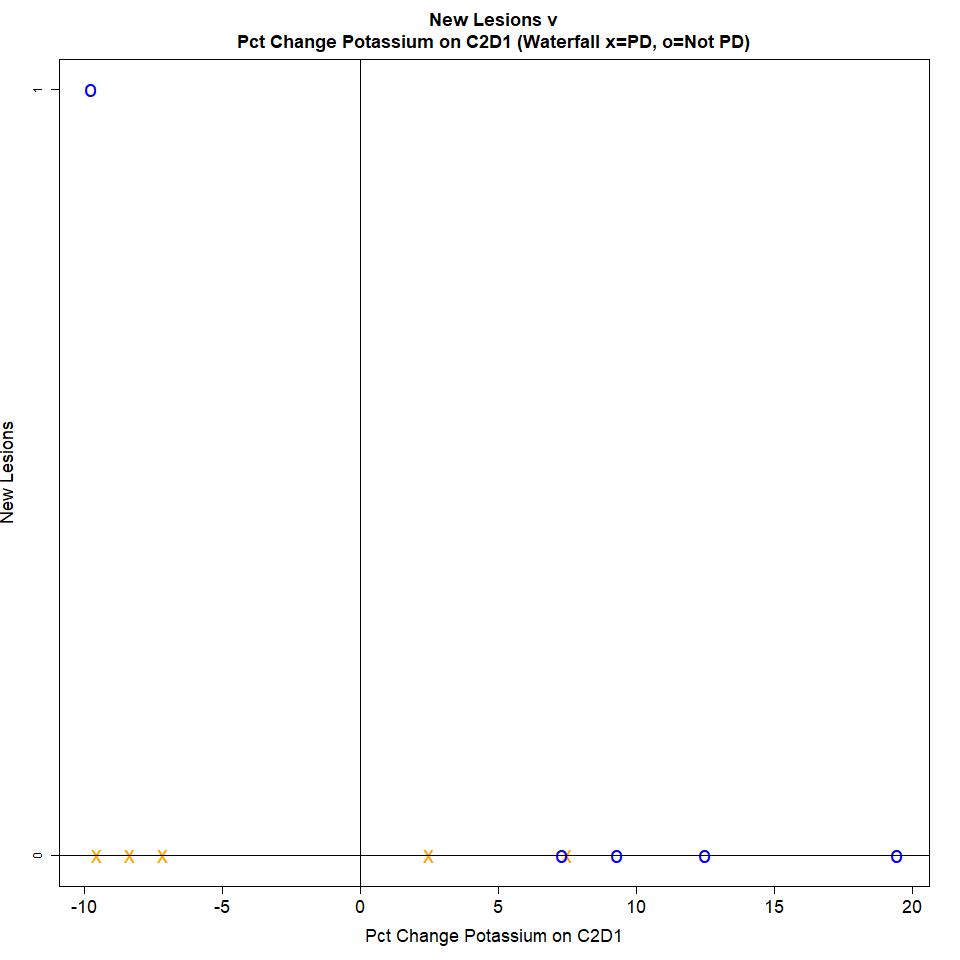 New Lesions v
Pct Change Potassium on C2D1 (Waterfall x=PD, o=Not PD)
New Lesions
1
o
0
x x x x o x o o o
-10 -5 0 5 10 15 20
Pct Change Potassium on C2D1